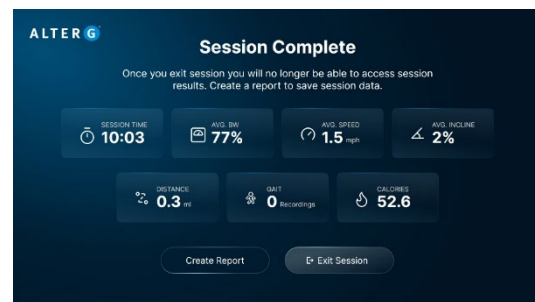 ALTERG
Session Complete
Once you exit session you will no longer be able to access session
results. Create a report to save session data.
SESSION TIME
10:03
AVG. BW
77%
AVG. SPEED
1.5 mph
AVG. INCLINE
2%
DISTANCE
0.3 mi
GAIT
0 Recordings
CALORIES
52.6
Create Report
Exit Session